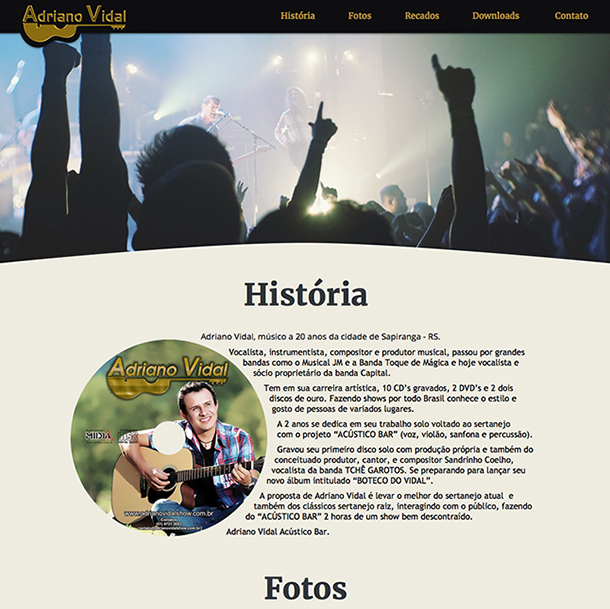 Adriano Vidal
História Fotos Recados Downloads Contato
História
Adriano Vidal, músico a 20 anos da cidade de Sapiranga - RS.
Vocalista, instrumentista, compositor e produtor musical, passou por grandes
bandas como o Musical JM e a Banda Toque de Mágica e hoje vocalista e
sócio proprietário da banda Capital.
Tem em sua carreira artística, 10 CD's gravados, 2 DVD's e 2 dois
discos de ouro. Fazendo shows por todo Brasil conhece o estilo e
gosto de pessoas de variados lugares.
A 2 anos se dedica em seu trabalho solo voltado ao sertanejo
com o projeto "ACÚSTICO BAR" (voz, violão, sanfona e percussão).
Gravou seu primeiro disco solo com produção própria e também do
conceituado produtor, cantor, e compositor Sandrinho Coelho,
vocalista da banda TCHÊ GAROTOS. Se preparando para lançar seu
novo álbum intitulado "BOTECO DO VIDAL".
A proposta de Adriano Vidal é levar o melhor do sertanejo atual e
também dos clássicos sertanejo raiz, interagindo com o público, fazendo
do "ACÚSTICO BAR" 2 horas de um show bem descontraído.
Adriano Vidal Acústico Bar.
Adriano Vidal
MIDIA
www.adrianovidalshow.com.br
Fotos